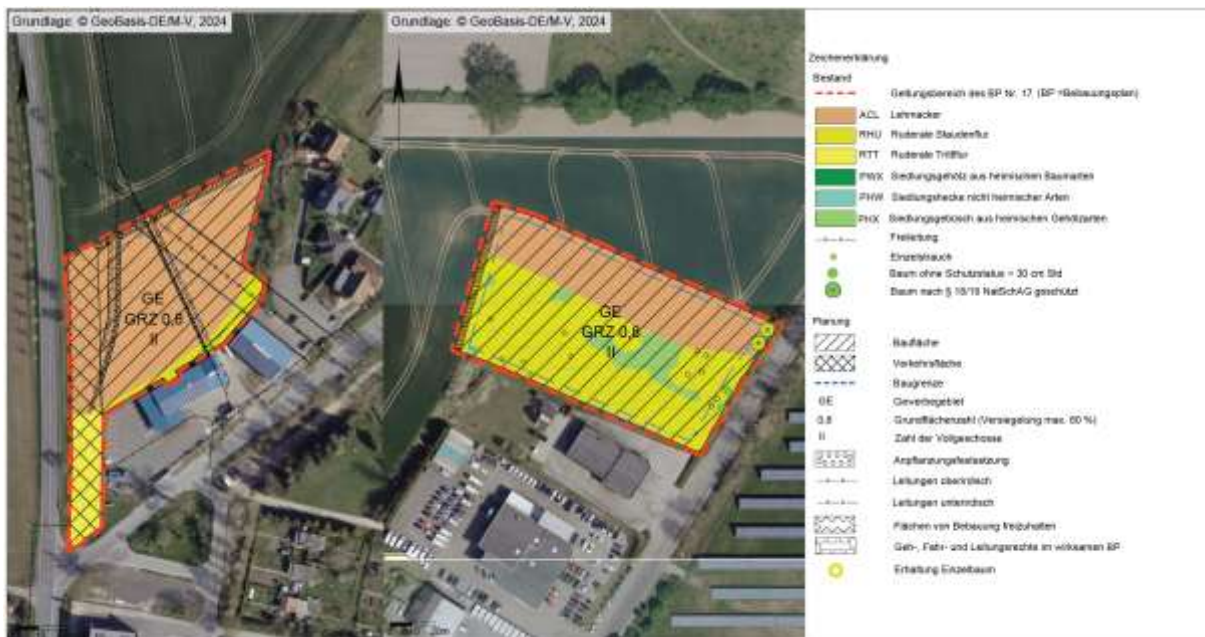 Grundlage: © GeoBasis-DE/M-V, 2024
GE
GRZ 0,6
II
Grundlage: © GeoBasis-DE/M-V, 2024
GE
GRZ 0,6
II
Zeichenerklärung
Bestand
Geltungsbereich des BP Nr. 17 (BP =Bebauungsplan)
ACL Lehmacker
RHU Ruderale Staudenflur
RTT Ruderale Trittflur
PWX Siedlungsgehölz aus heimischen Baumarten
PHW Siedlungshecke nicht heimischer Arten
PHX Siedlungsgebüsch aus heimischen Gehölzarten
Freileitung
Einzelstrauch
Baum ohne Schutzstatus = 30 cm Std
Baum nach § 18/19 NatSchAG geschützt
Planung
Baufläche
Verkehrsfläche
Baugrenze
GE Gewerbegebiet
0,6 Grundflächenzahl (Versiegelung max. 60 %)
II Zahl der Vollgeschosse
Anpflanzungsfestsetzung
Leitungen oberirdisch
Leitungen unterirdisch
Flächen von Bebauung freizuhalten
Geh-, Fahr- und Leitungsrechte im wirksamen BP
Erhaltung Einzelbaum